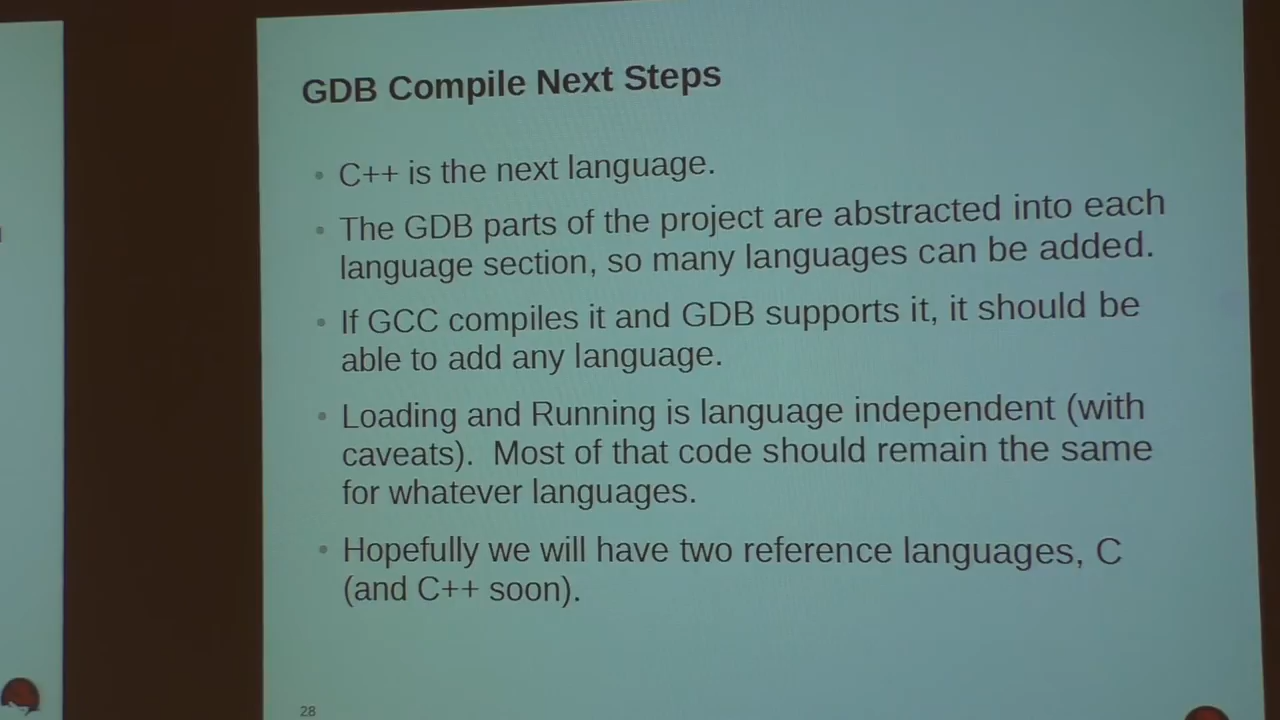 GDB Compile Next Steps
• C++ is the next language.
• The GDB parts of the project are abstracted into each
language section, so many languages can be added.
• If GCC compiles it and GDB supports it, it should be
able to add any language.
• Loading and Running is language independent (with
caveats).  Most of that code should remain the same
for whatever languages.
• Hopefully we will have two reference languages, C
(and C++ soon).
28